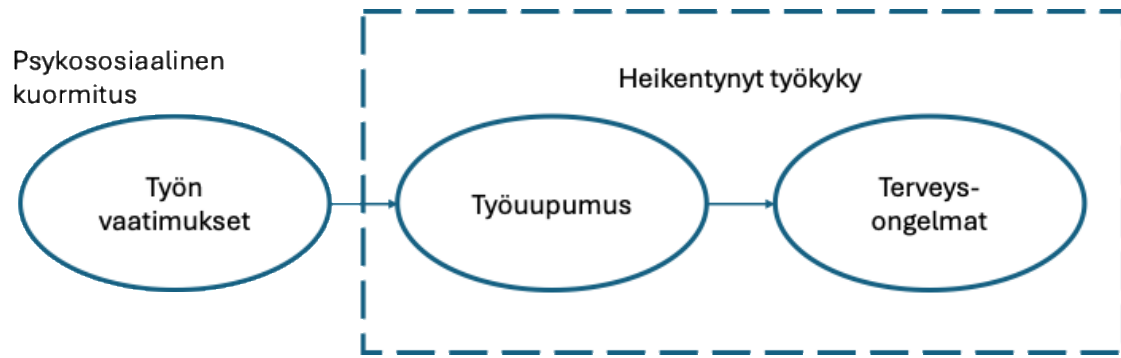 Psykososiaalinen
kuormitus
Heikentynyt työkyky
Työn
vaatimukset
Työuupumus
Terveys-
ongelmat